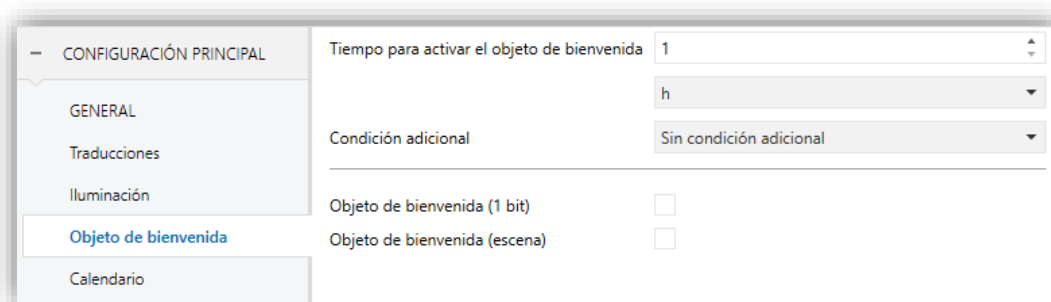 CONFIGURACIÓN PRINCIPAL
GENERAL
Traducciones
Iluminación
Objeto de bienvenida
Calendario
Tiempo para activar el objeto de bienvenida 1
h
Condición adicional Sin condición adicional
Objeto de bienvenida (1 bit)
Objeto de bienvenida (escena)